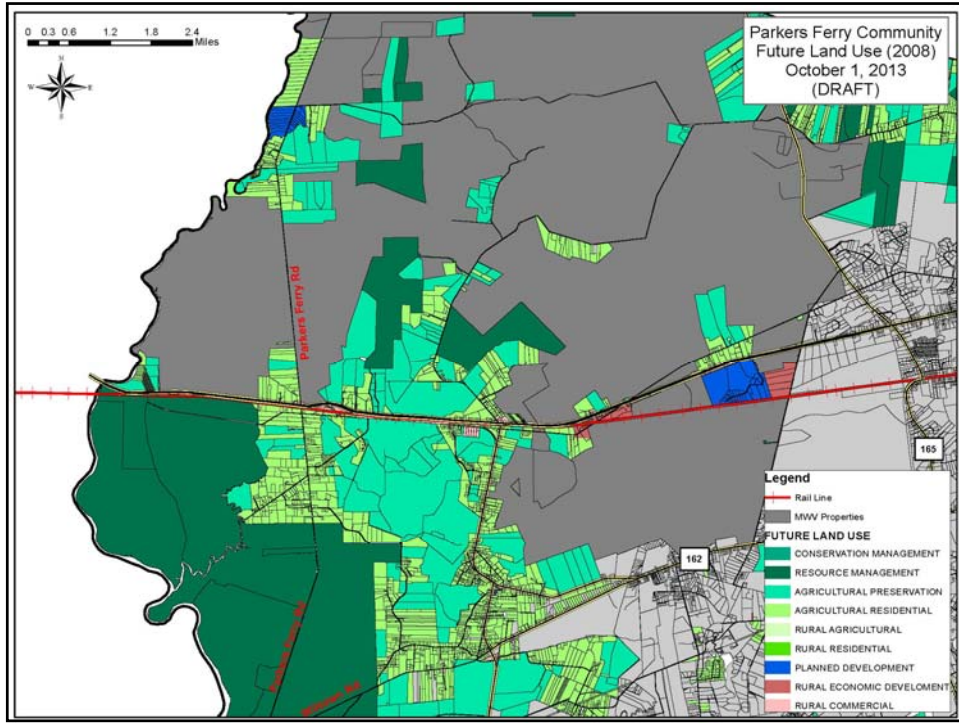 0 0.3 0.6 1.2 1.8 2.4
Miles
N
W E
S
Parkers Ferry Community
Future Land Use (2008)
October 1, 2013
(DRAFT)
Parkers Ferry Rd
165
162
Rd
Rd
Legend
Rail Line
MWV Properties
FUTURE LAND USE
CONSERVATION MANAGEMENT
RESOURCE MANAGEMENT
AGRICULTURAL PRESERVATION
AGRICULTURAL RESIDENTIAL
RURAL AGRICULTURAL
RURAL RESIDENTIAL
PLANNED DEVELOPMENT
RURAL ECONOMIC DEVELOMENT
RURAL COMMERCIAL